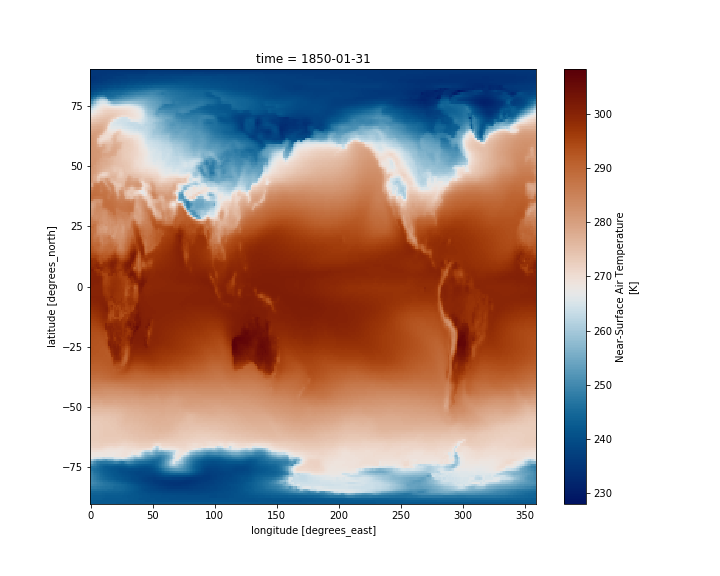 time = 1850-01-31
75
50
25
0
−25
−50
−75
latitude [degrees_north]
0 50 100 150 200 250 300 350
longitude [degrees_east]
300
290
280
270
260
250
240
230
Near-Surface Air Temperature
[K]